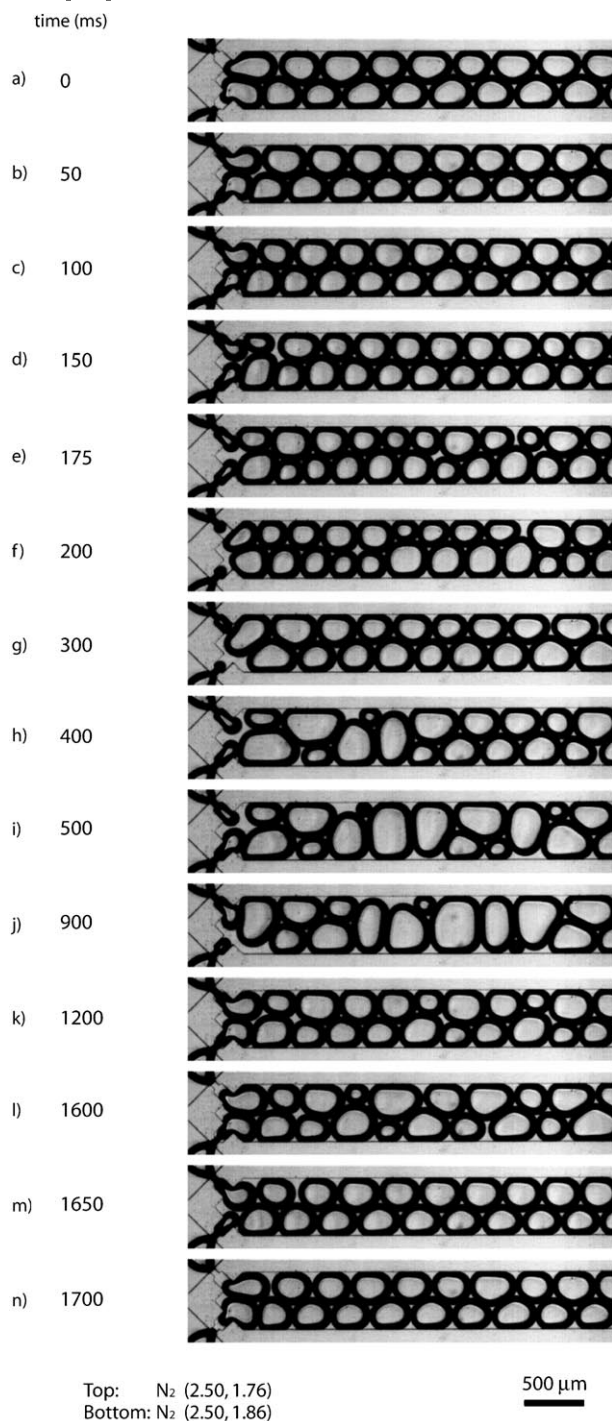 time (ms)
a) 0
b) 50
c) 100
d) 150
e) 175
f) 200
g) 300
h) 400
i) 500
j) 900
k) 1200
l) 1600
m) 1650
n) 1700
Top: N₂ (2.50, 1.76)
500 μm
Bottom: N₂ (2.50, 1.86)